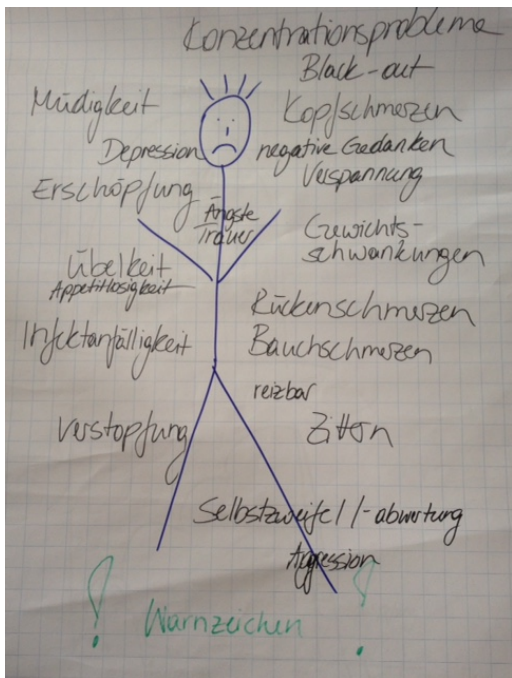 Konzentrationsprobleme
Black-out
Müdigkeit
Kopfschmerzen
Depression
negative Gedanken
Verspannung
Erschöpfung
Ängste
Trauer
Gewichts-
schwankungen
Übelkeit
Appetitlosigkeit
Rückenschmerzen
Infektanfälligkeit
Bauchschmerzen
reizbar
Verstopfung
Zittern
Selbstzweifel/-abwertung
Aggression
! Warnzeichen !